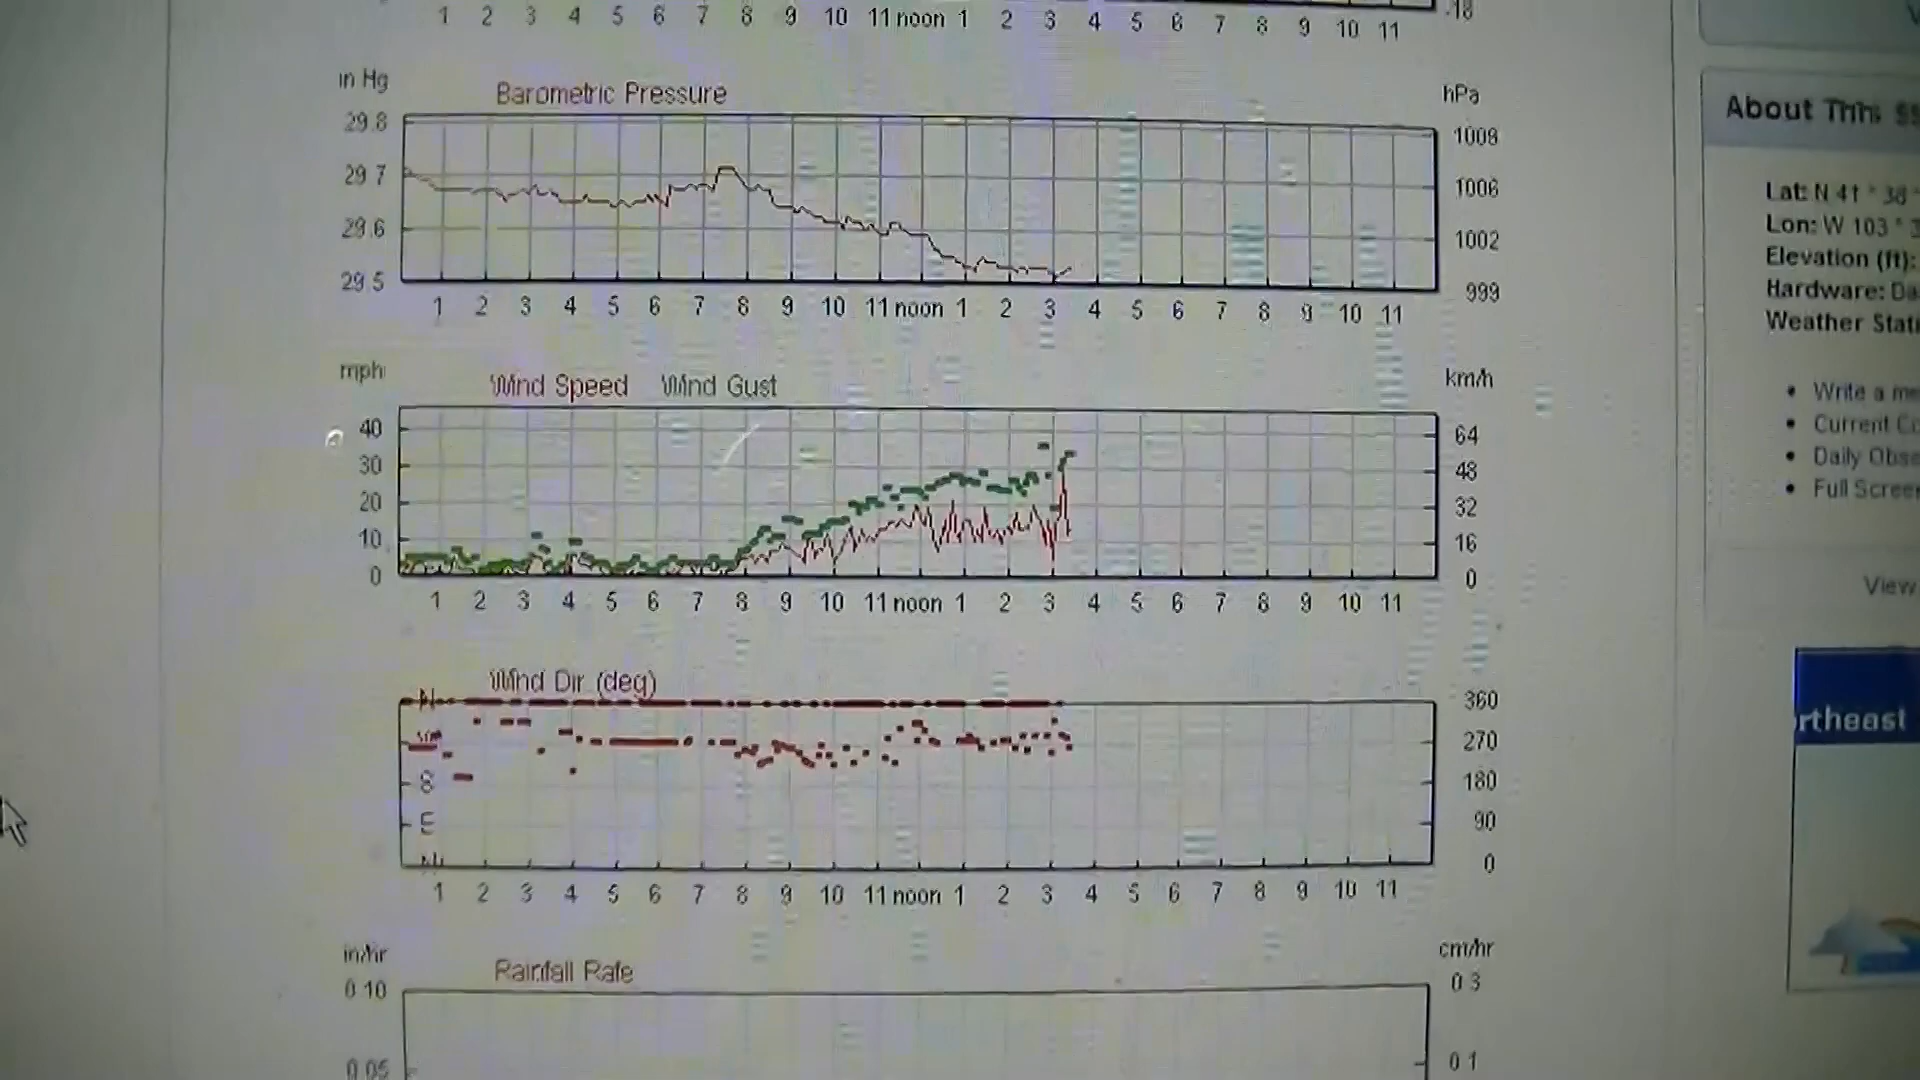 1 2 3 4 5 6 7 8 9 10 11 noon 1 2 3 4 5 6 7 8 9 10 11
in Hg Barometric Pressure hPa
29.8 1009
29 7 1006
29.6 1002
29 5 999
1 2 3 4 5 6 7 8 9 10 11 noon 1 2 3 4 5 6 7 8 9 10 11
mph Wind Speed Wind Gust km/h
40 64
30 48
20 32
10 16
0 0
1 2 3 4 5 6 7 8 9 10 11 noon 1 2 3 4 5 6 7 8 9 10 11
Wind Dir (deg)
N 360
270
S 180
E 90
N 0
1 2 3 4 5 6 7 8 9 10 11 noon 1 2 3 4 5 6 7 8 9 10 11
in/hr Rainfall Rate cm/hr
0 10 0 3
0.05 0 1
About
Lat: N 41 °
Lon: W 103 °
Elevation (ft):
Hardware: Da
Weather Stati
• Write a me
• Current Co
• Daily Obse
• Full Screen
View
rtheast